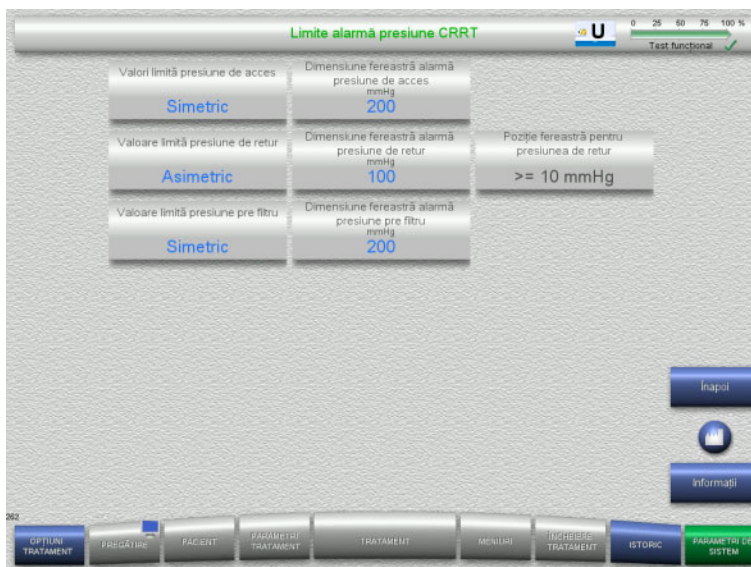 Limite alarmă presiune CRRT
U
0 25 50 75 100 %
Test funcțional
Valori limită presiune de acces
Simetric
Dimensiune fereastră alarmă
presiune de acces
mmHg
200
Valoare limită presiune de retur
Asimetric
Dimensiune fereastră alarmă
presiune de retur
mmHg
100
Poziție fereastră pentru
presiunea de retur
>= 10 mmHg
Valoare limită presiune pre filtru
Simetric
Dimensiune fereastră alarmă
presiune pre filtru
mmHg
200
Înapoi
Informații
262
OPȚIUNI
TRATAMENT
PREGĂTIRE
PACIENT
PARAMETRI
TRATAMENT
TRATAMENT
MENIURI
ÎNCHEIERE
TRATAMENT
ISTORIC
PARAMETRI DE
SISTEM